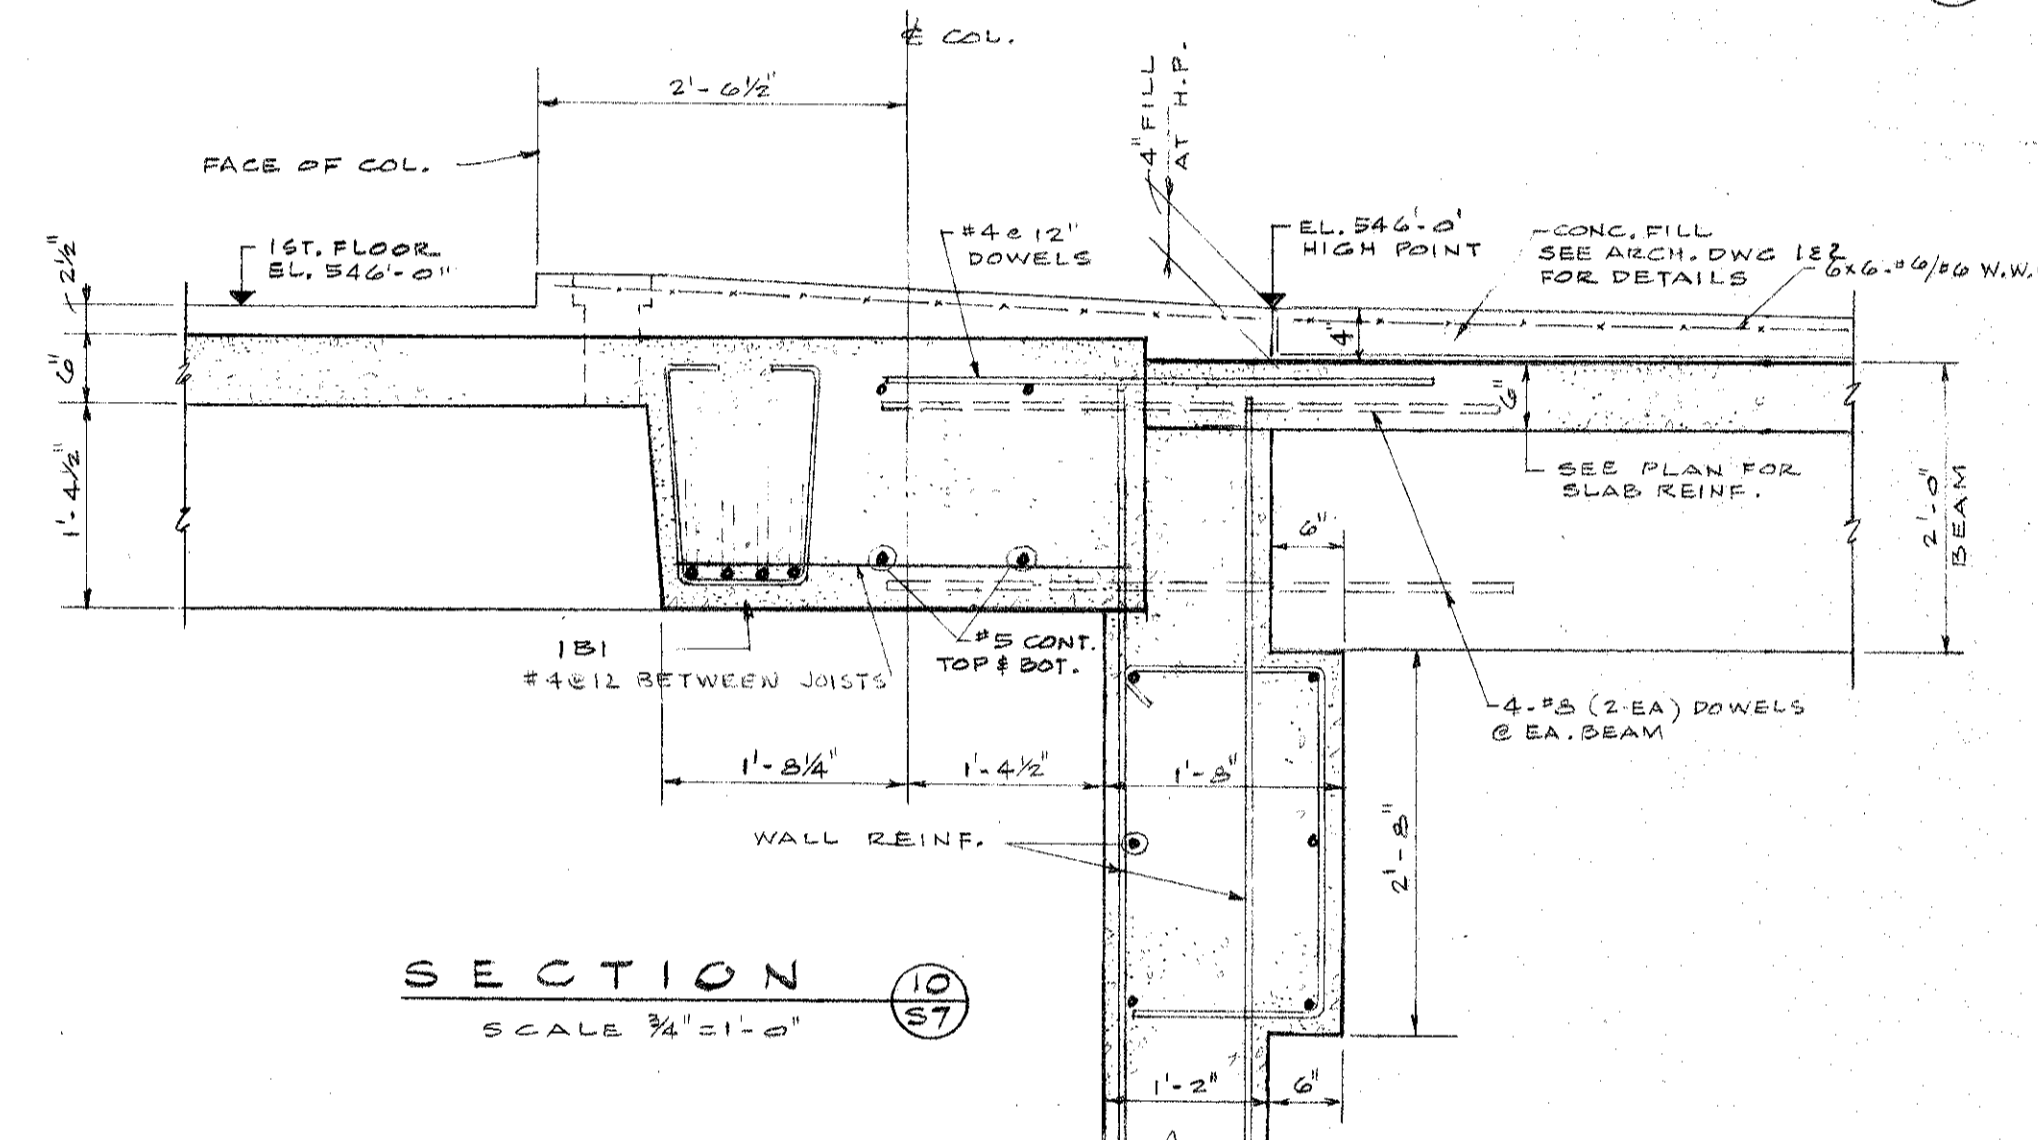 ℄ COL.
2'-6½"
4" FILL
AT H.P.
FACE OF COL.
1ST. FLOOR
EL. 546'-0"
2½"
#4@12"
DOWELS
EL. 546'-0'
HIGH POINT
CONC. FILL
SEE ARCH. DWG 1&2
FOR DETAILS
6x6-#6/#6 W.W.
4"
6"
6"
1'-4½"
SEE PLAN FOR
SLAB REINF.
6"
2'-0"
BEAM
1B1
#4@12 BETWEEN JOISTS
#5 CONT.
TOP & BOT.
4-#8 (2-EA) DOWELS
@ EA. BEAM
1'-8¼"
1'-4½"
1'-8"
WALL REINF.
2'-8"
SECTION
10
S7
SCALE ¾"=1'-0"
1'-2"
6"